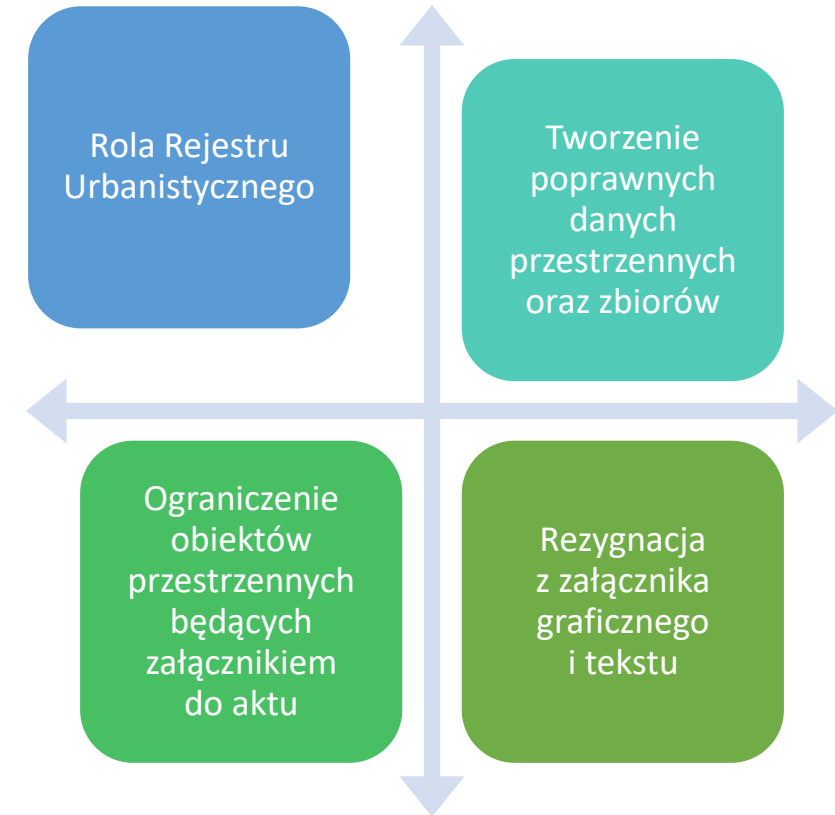 Rola Rejestru
Urbanistycznego
Tworzenie
poprawnych
danych
przestrzennych
oraz zbiorów
Ograniczenie
obiektów
przestrzennych
będących
załącznikiem
do aktu
Rezygnacja
z załącznika
graficznego
i tekstu